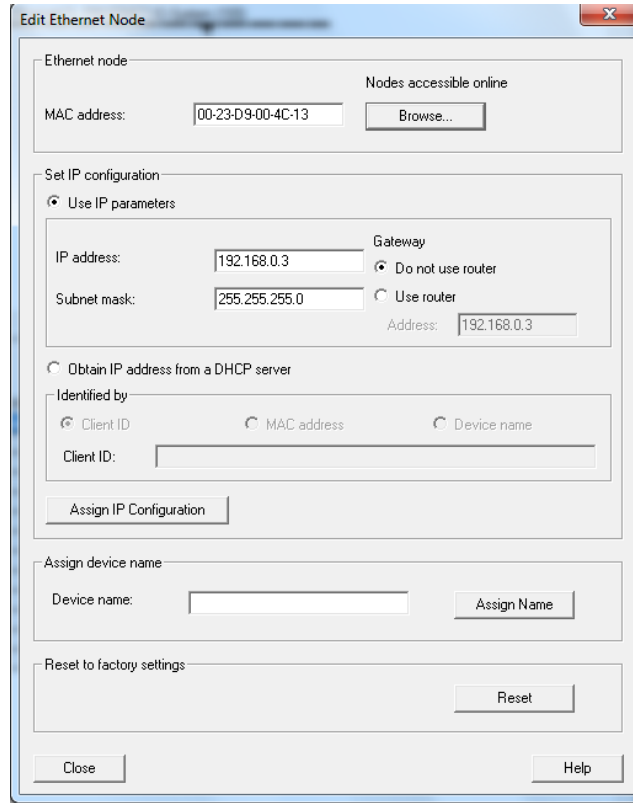 Edit Ethernet Node
Ethernet node
Nodes accessible online
MAC address: 00-23-D9-00-4C-13 Browse...
Set IP configuration
Use IP parameters
Gateway
IP address: 192.168.0.3 Do not use router
Subnet mask: 255.255.255.0 Use router
Address: 192.168.0.3
Obtain IP address from a DHCP server
Identified by
Client ID MAC address Device name
Client ID:
Assign IP Configuration
Assign device name
Device name: Assign Name
Reset to factory settings
Reset
Close Help